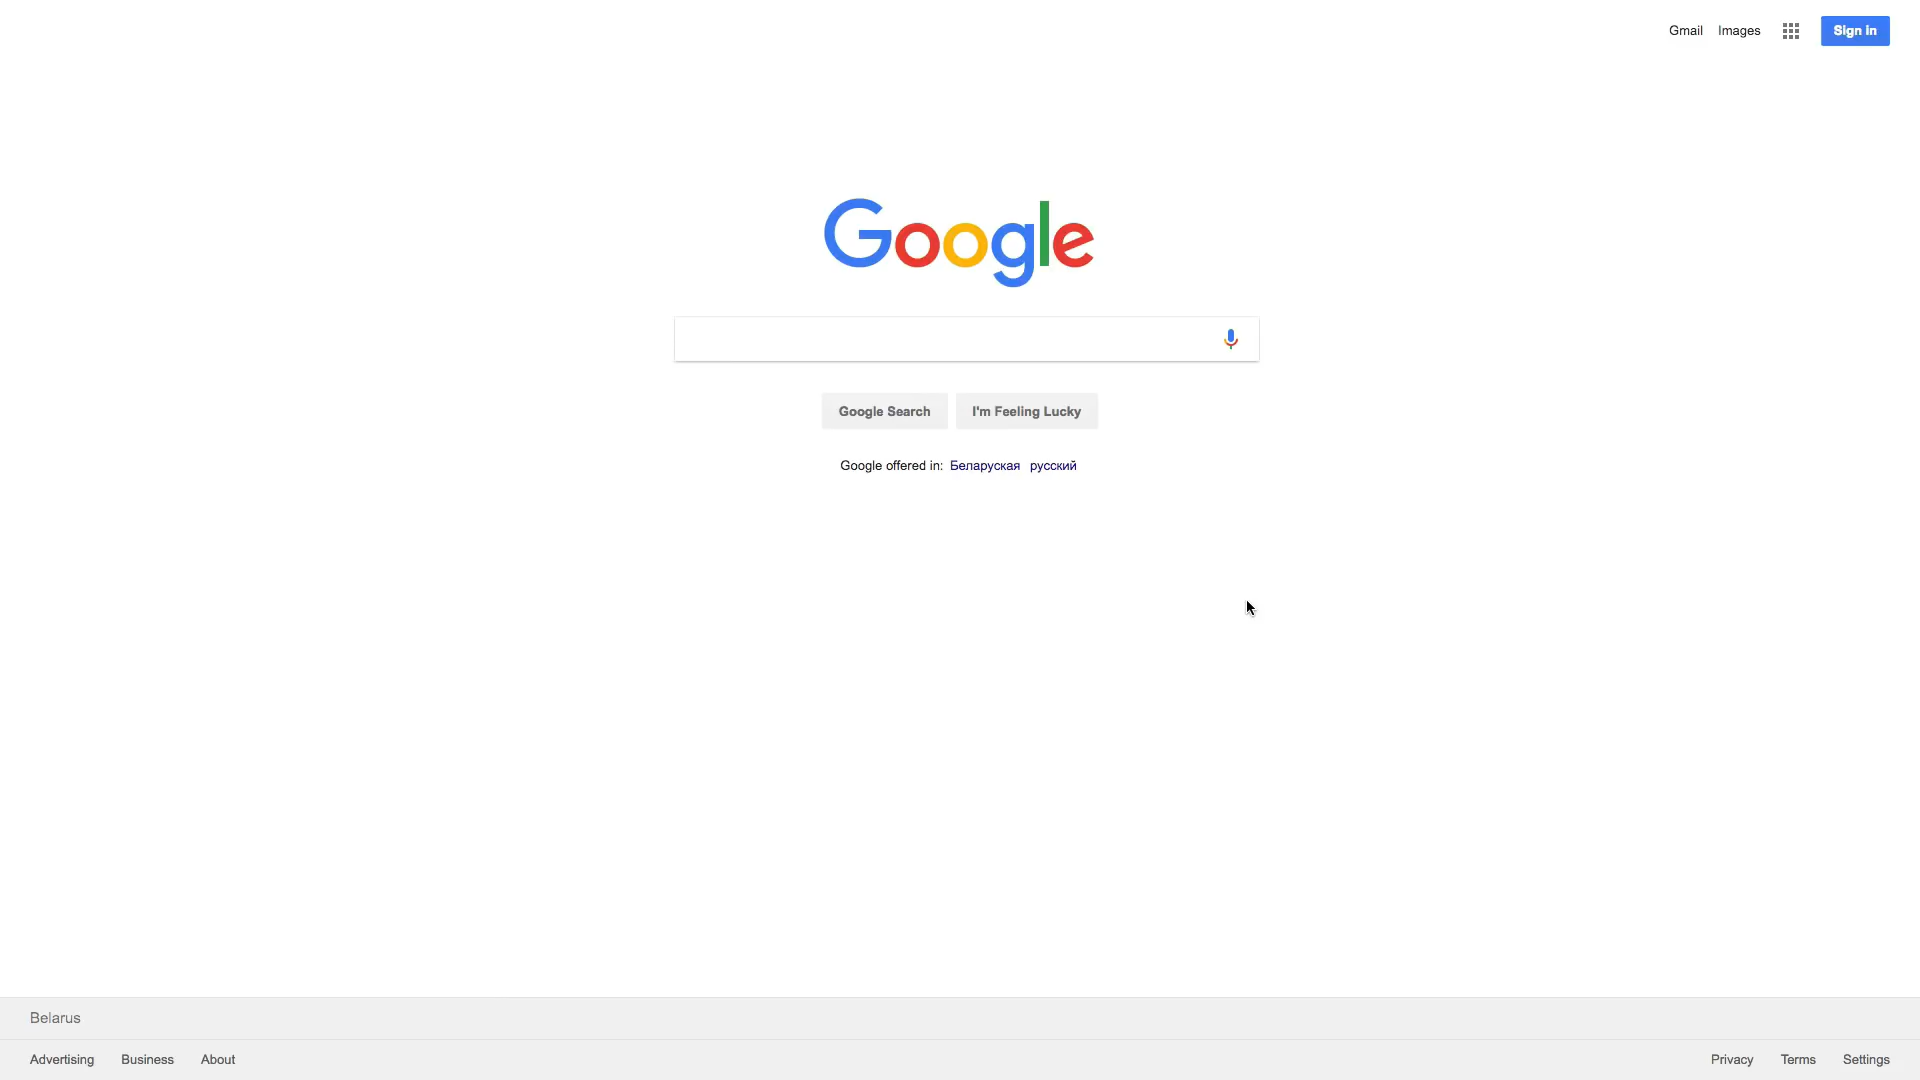 Gmail Images Sign in
Google
Google Search I'm Feeling Lucky
Google offered in: Беларуская русский
Belarus
Advertising Business About Privacy Terms Settings